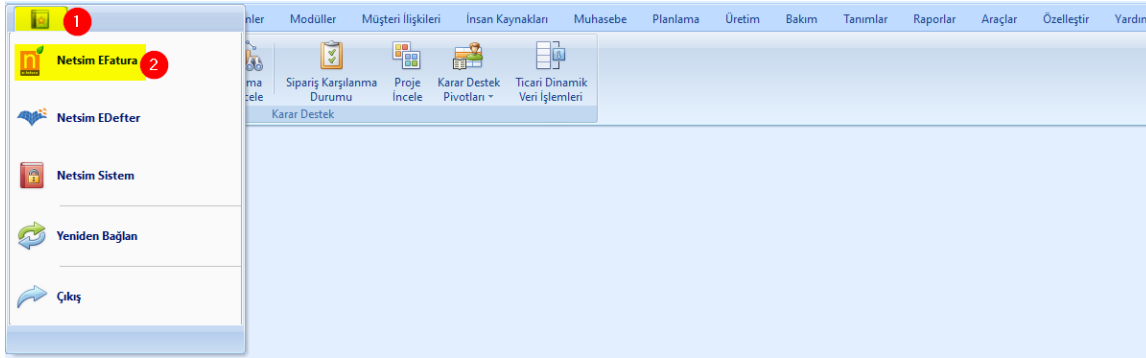 1
nler Modüller Müşteri İlişkileri İnsan Kaynakları Muhasebe Planlama Üretim Bakım Tanımlar Raporlar Araçlar Özelleştir Yardım
Netsim EFatura 2
ma Sipariş Karşılanma Proje Karar Destek Ticari Dinamik
cele Durumu İncele Pivotları Veri İşlemleri
Karar Destek
Netsim EDefter
Netsim Sistem
Yeniden Bağlan
Çıkış